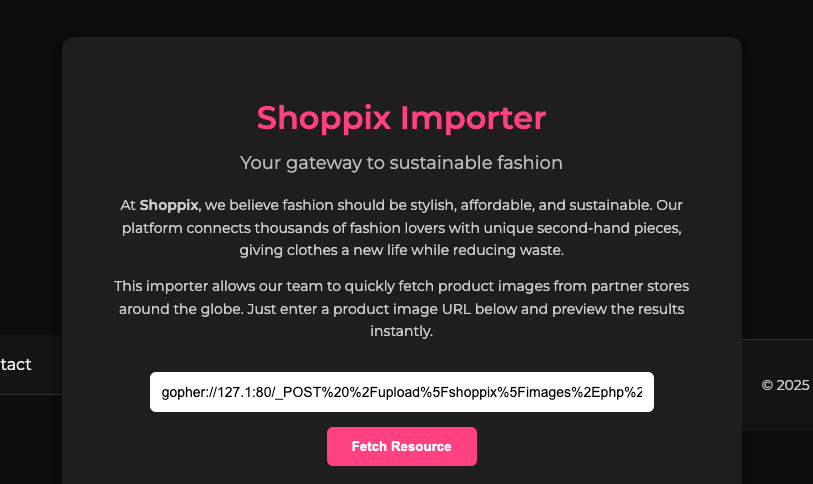 Shoppix Importer
Your gateway to sustainable fashion
At Shoppix, we believe fashion should be stylish, affordable, and sustainable. Our
platform connects thousands of fashion lovers with unique second-hand pieces,
giving clothes a new life while reducing waste.
This importer allows our team to quickly fetch product images from partner stores
around the globe. Just enter a product image URL below and preview the results
instantly.
tact
gopher://127.1:80/_POST%20%2Fupload%5Fshoppix%5Fimages%2Ephp%2
© 2025
Fetch Resource